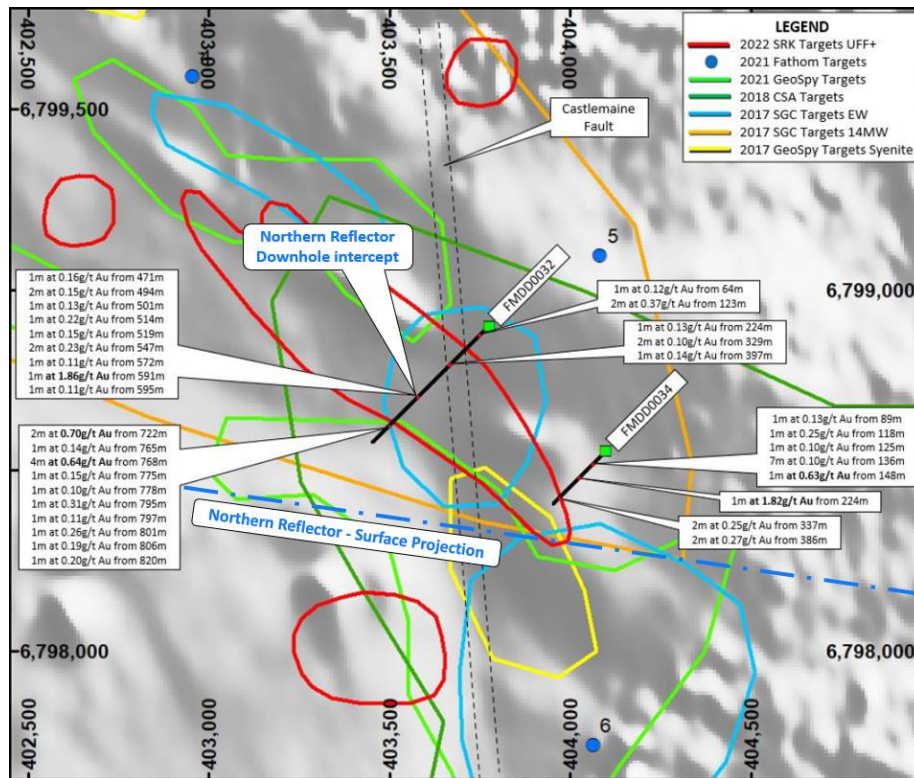 402,500
403,000
403,500
404,000
6,799,500
6,799,000
6,798,000
LEGEND
2022 SRK Targets UFF+
2021 Fathom Targets
2021 GeoSpy Targets
2018 CSA Targets
2017 SGC Targets EW
2017 SGC Targets 14MW
2017 GeoSpy Targets Syenite
Castlemaine
Fault
5
Northern Reflector
Downhole intercept
FMDD0032
1m at 0.12g/t Au from 64m
2m at 0.37g/t Au from 123m
1m at 0.13g/t Au from 224m
2m at 0.10g/t Au from 329m
1m at 0.14g/t Au from 397m
1m at 0.16g/t Au from 471m
2m at 0.15g/t Au from 494m
1m at 0.13g/t Au from 501m
1m at 0.22g/t Au from 514m
1m at 0.15g/t Au from 519m
2m at 0.23g/t Au from 547m
1m at 0.11g/t Au from 572m
1m at 1.86g/t Au from 591m
1m at 0.11g/t Au from 595m
FMDD0034
1m at 0.13g/t Au from 89m
1m at 0.25g/t Au from 118m
1m at 0.10g/t Au from 125m
7m at 0.10g/t Au from 136m
1m at 0.63g/t Au from 148m
1m at 1.82g/t Au from 224m
2m at 0.25g/t Au from 337m
2m at 0.27g/t Au from 386m
2m at 0.70g/t Au from 722m
1m at 0.14g/t Au from 765m
4m at 0.64g/t Au from 768m
1m at 0.15g/t Au from 775m
1m at 0.10g/t Au from 778m
1m at 0.31g/t Au from 795m
1m at 0.11g/t Au from 797m
1m at 0.26g/t Au from 801m
1m at 0.19g/t Au from 806m
1m at 0.20g/t Au from 820m
Northern Reflector - Surface Projection
6,799,000
6,798,000
402,500
403,000
403,500
404,000
404,500
6